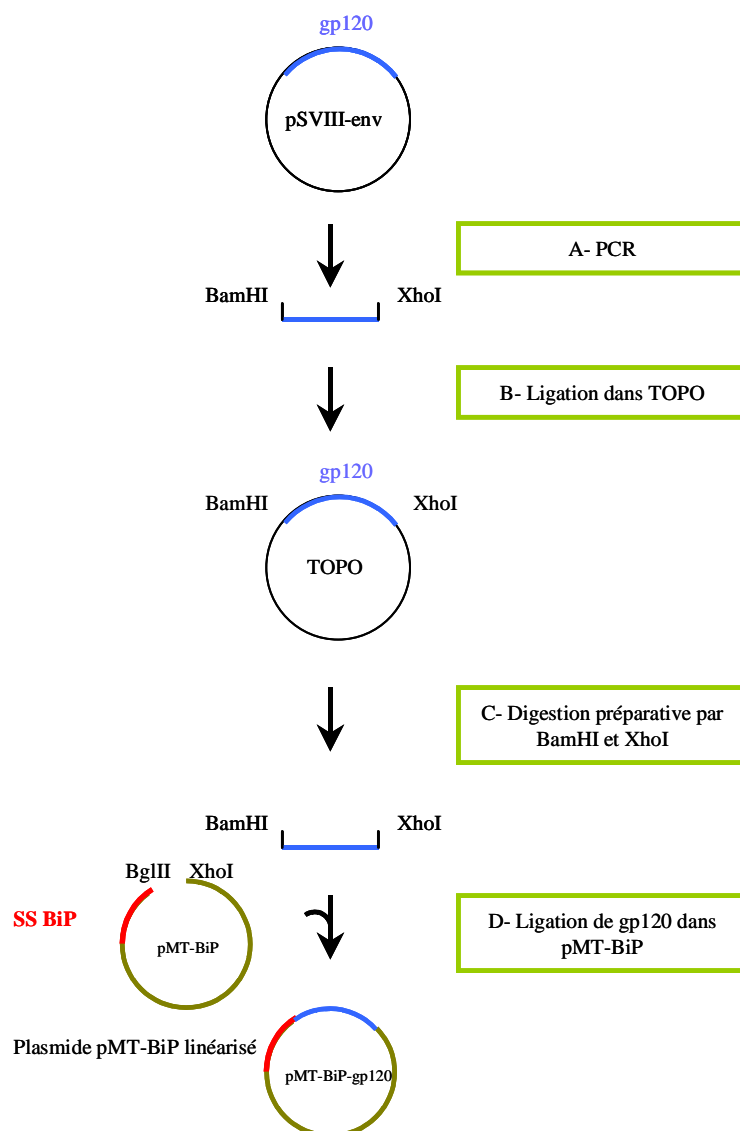 gp120
pSVIII-env
A- PCR
BamHI XhoI
B- Ligation dans TOPO
gp120
BamHI XhoI
TOPO
C- Digestion préparative par
BamHI et XhoI
BamHI XhoI
BglII XhoI
SS BiP
pMT-BiP
D- Ligation de gp120 dans
pMT-BiP
Plasmide pMT-BiP linéarisé
pMT-BiP-gp120